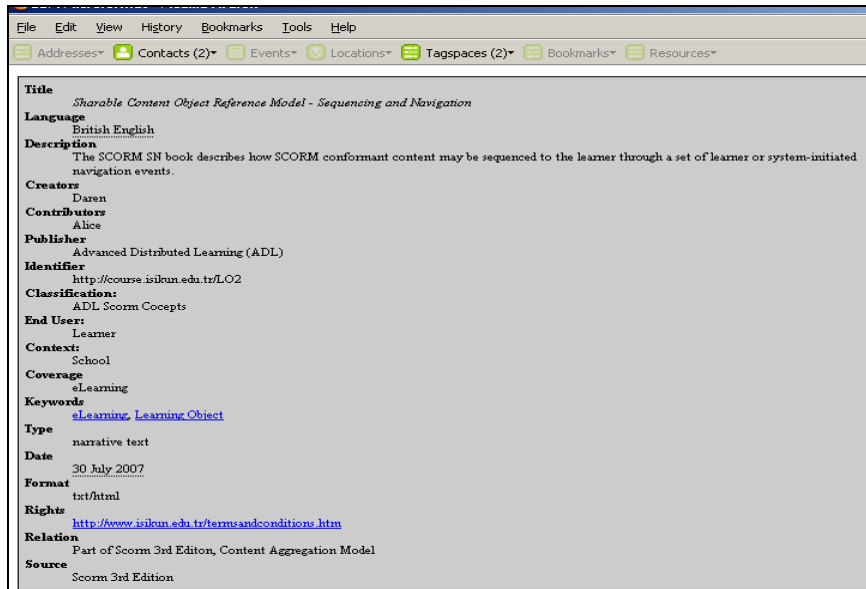 File Edit View History Bookmarks Tools Help
Addresses Contacts (2) Events Locations Tagspaces (2) Bookmarks Resources
Title
Sharable Content Object Reference Model - Sequencing and Navigation
Language
British English
Description
The SCORM SN book describes how SCORM conformant content may be sequenced to the learner through a set of learner or system-initiated
navigation events.
Creators
Daren
Contributors
Alice
Publisher
Advanced Distributed Learning (ADL)
Identifier
http://course.isikun.edu.tr/LO2
Classification:
ADL Scorm Cocepts
End User:
Learner
Context:
School
Coverage
eLearning
Keywords
eLearning, Learning Object
Type
narrative text
Date
30 July 2007
Format
txt/html
Rights
http://www.isikun.edu.tr/termsandconditions.htm
Relation
Part of Scorm 3rd Editon, Content Aggregation Model
Source
Scorm 3rd Edition